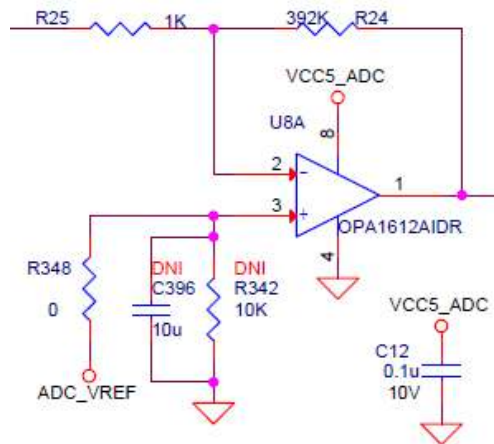 R25 1K 392K R24
VCC5_ADC
U8A
8
2 -
1
3 +
OPA1612AIDR
4
R348
0
DNI
C396
10u
DNI
R342
10K
ADC_VREF
VCC5_ADC
C12
0.1u
10V